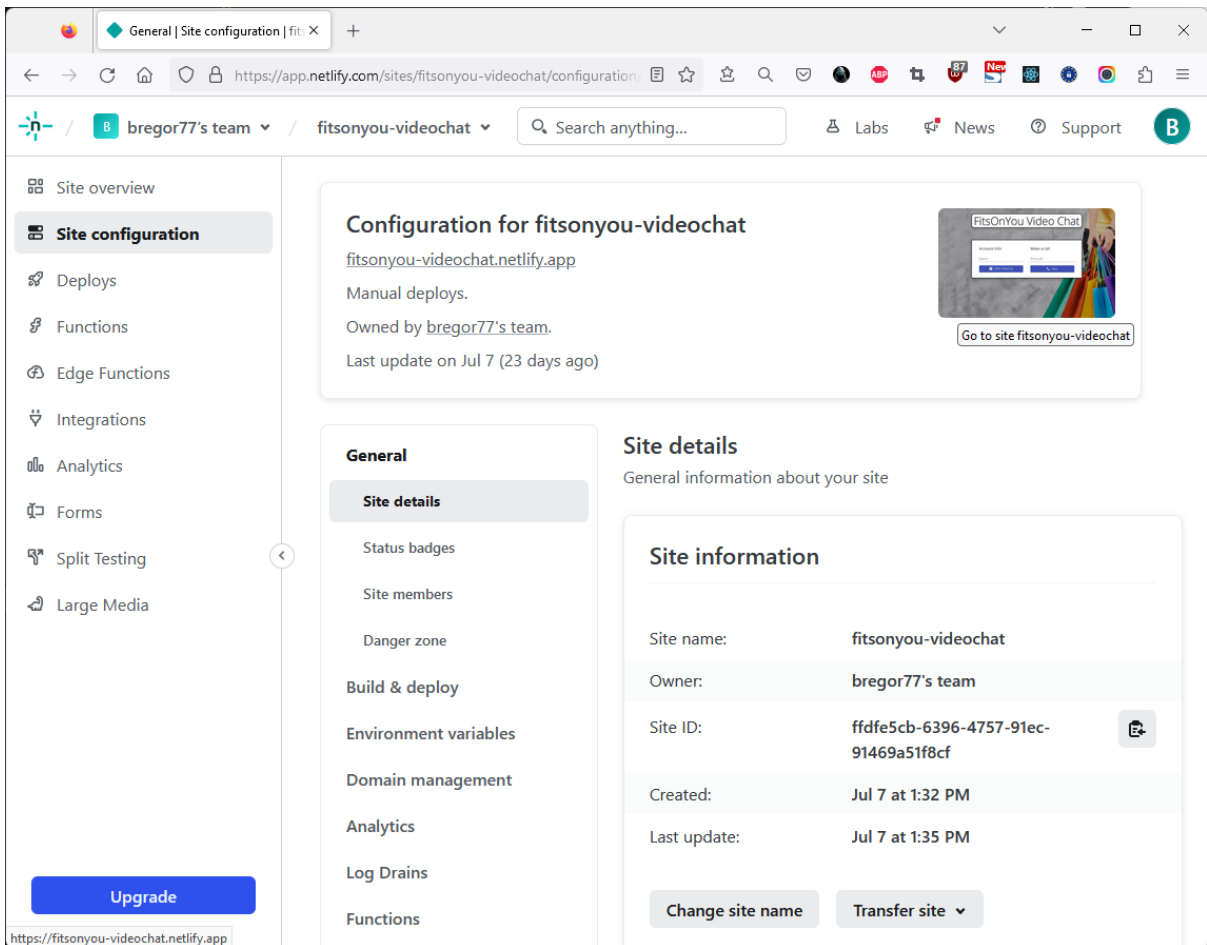 General | Site configuration | fits
https://app.netlify.com/sites/fitsonyou-videochat/configuration/
ABP
87
New
n / B bregor77's team / fitsonyou-videochat
Search anything...
Labs
News
Support
B
Site overview
Site configuration
Deploys
Functions
Edge Functions
Integrations
Analytics
Forms
Split Testing
Large Media
Upgrade
https://fitsonyou-videochat.netlify.app
Configuration for fitsonyou-videochat
fitsonyou-videochat.netlify.app
Manual deploys.
Owned by bregor77's team.
Last update on Jul 7 (23 days ago)
FitsOnYou Video Chat
Account Info
Make a call
Go to site fitsonyou-videochat
General
Site details
Status badges
Site members
Danger zone
Build & deploy
Environment variables
Domain management
Analytics
Log Drains
Functions
Site details
General information about your site
Site information
Site name: fitsonyou-videochat
Owner: bregor77's team
Site ID: ffdfe5cb-6396-4757-91ec-
91469a51f8cf
Created: Jul 7 at 1:32 PM
Last update: Jul 7 at 1:35 PM
Change site name
Transfer site